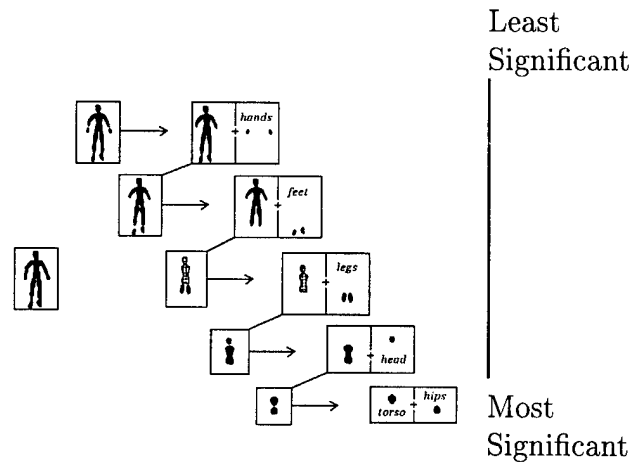 Least
Significant
hands
+
feet
+
legs
+
+
head
hips
+
torso
Most
Significant